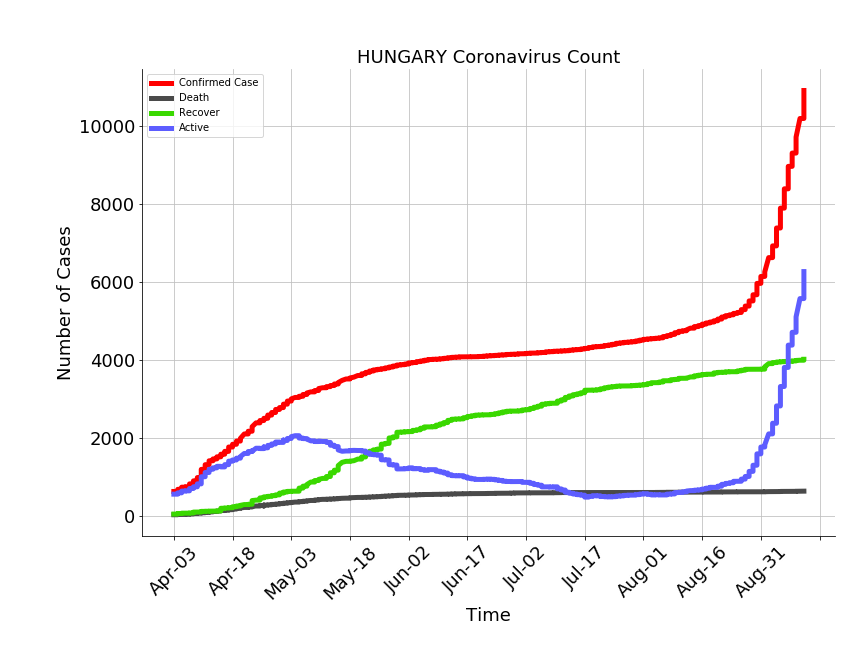 HUNGARY Coronavirus Count
Confirmed Case
Death
Recover
Active
Number of Cases
10000
8000
6000
4000
2000
0
Apr-03
Apr-18
May-03
May-18
Jun-02
Jun-17
Jul-02
Jul-17
Aug-01
Aug-16
Aug-31
Time